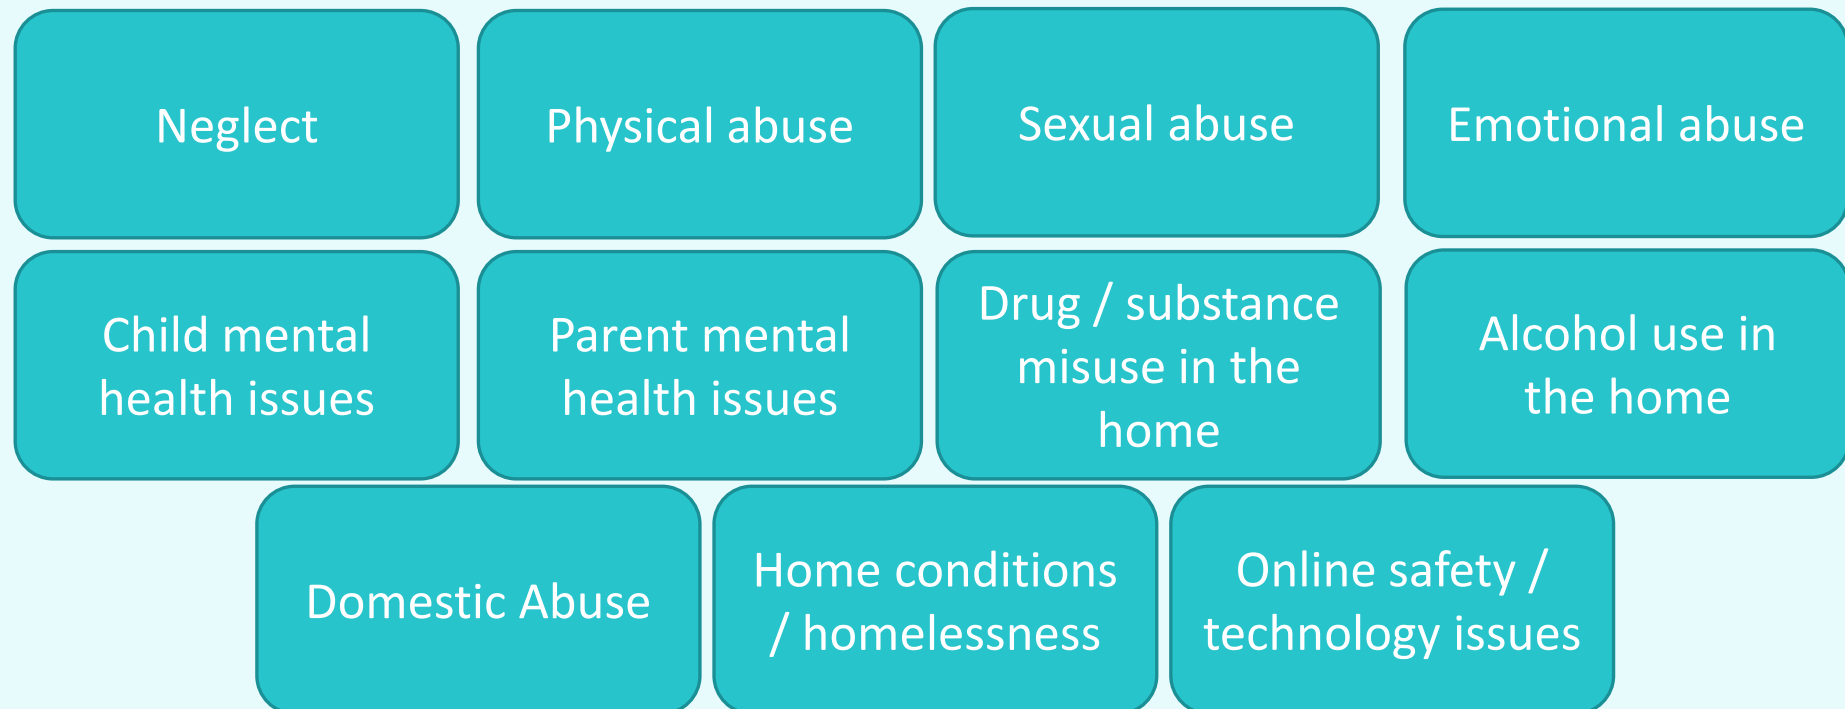 Neglect
Physical abuse
Sexual abuse
Emotional abuse
Child mental
health issues
Parent mental
health issues
Drug / substance
misuse in the
home
Alcohol use in
the home
Domestic Abuse
Home conditions
/ homelessness
Online safety /
technology issues